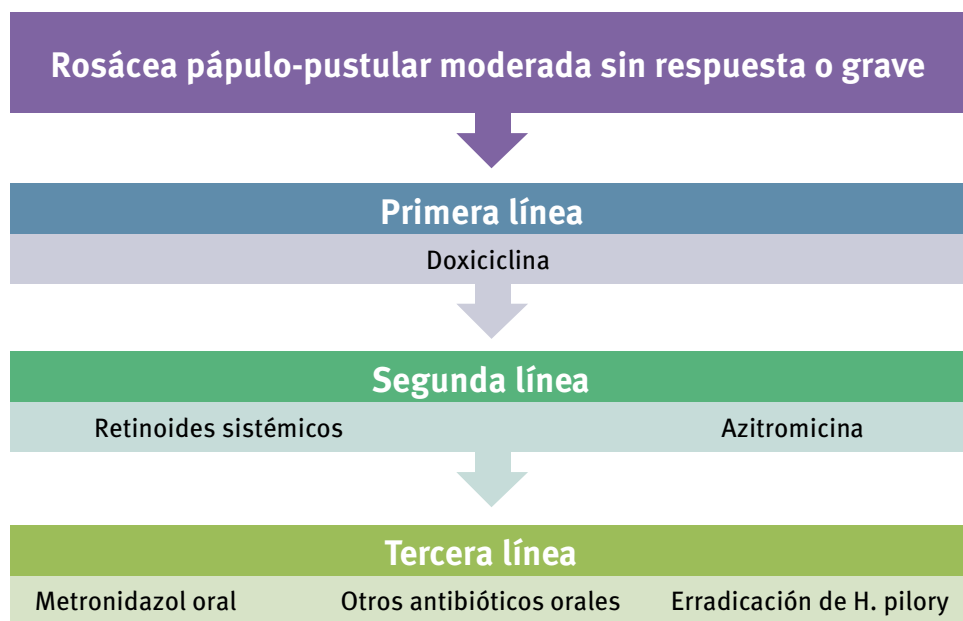 Rosácea pápulo-pustular moderada sin respuesta o grave
Primera línea
Doxiciclina
Segunda línea
Retinoides sistémicos Azitromicina
Tercera línea
Metronidazol oral Otros antibióticos orales Erradicación de H. pilory